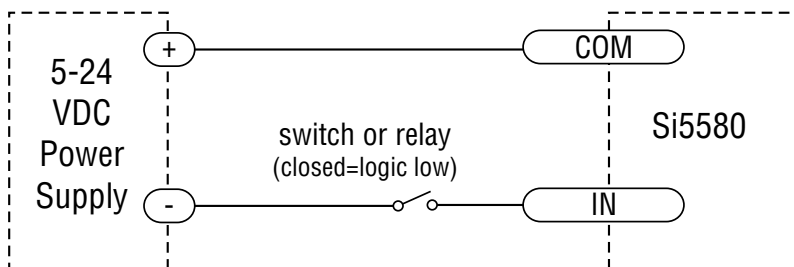 +
COM
5-24
VDC
Power
Supply
switch or relay
(closed=logic low)
Si5580
-
IN